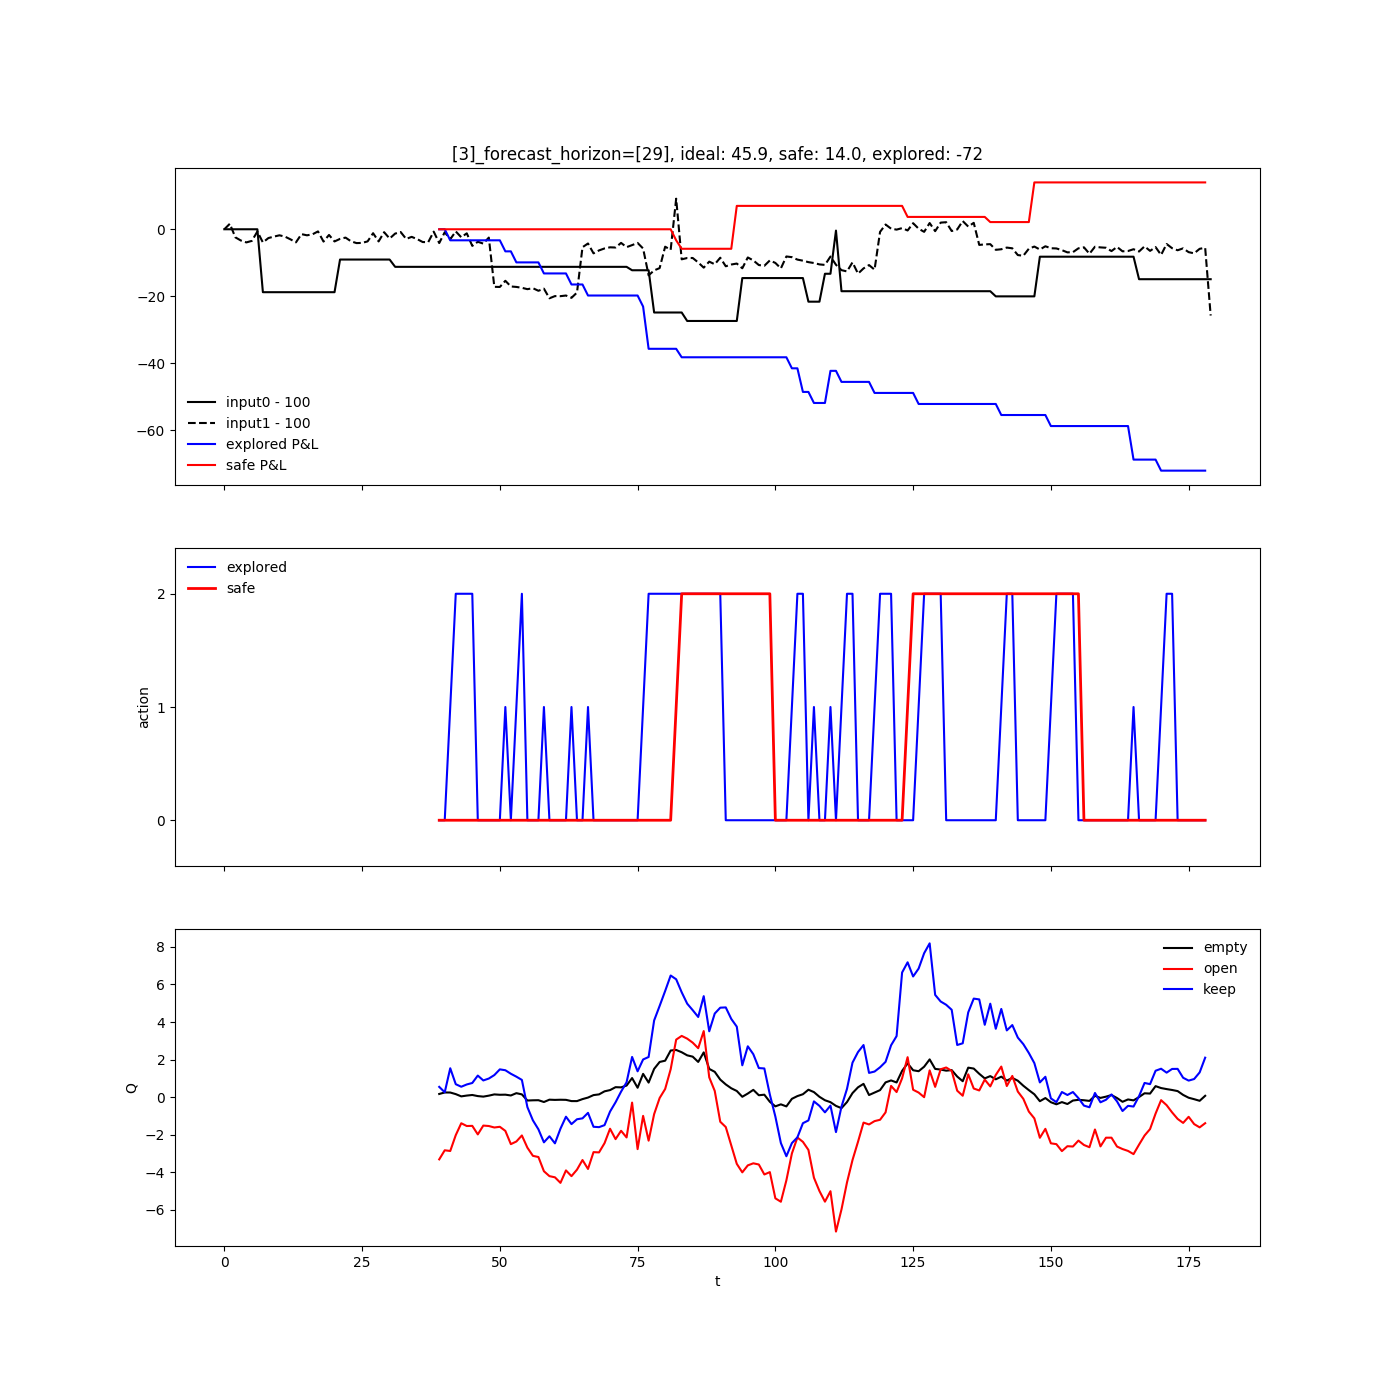 [3]_forecast_horizon=[29], ideal: 45.9, safe: 14.0, explored: -72
0
−20
−40
−60
input0 - 100
input1 - 100
explored P&L
safe P&L
explored
safe
2
1
0
action
empty
open
keep
8
6
4
2
0
−2
−4
−6
Q
0 25 50 75 100 125 150 175
t